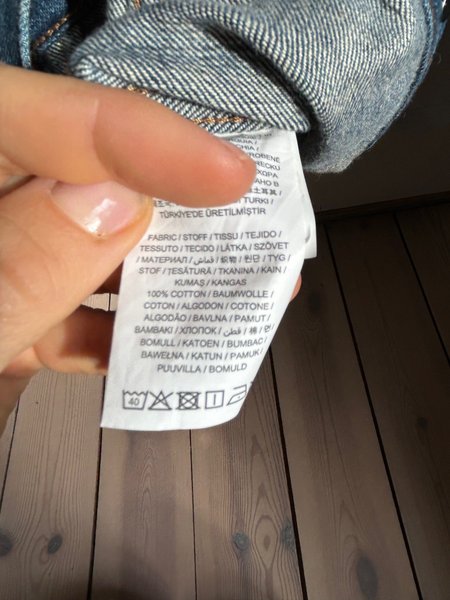 ROBENE
TÜRKİYE'DE ÜRETİLMİŞTİR
FABRIC / STOFF / TISSU / TEJIDO /
TESSUTO / TECIDO / LÁTKA / SZÖVET
/ МАТЕРИАЛ / قماش / 织物 / 원단 / TYG /
STOF / ȚESĂTURĂ / TKANINA / KAIN /
KUMAŞ / KANGAS
100% COTTON / BAUMWOLLE /
COTON / ALGODON / COTONE /
ALGODÃO / BAVLNA / PAMUT /
BAMBAKI / ХЛОПОК / قطن / 棉 / 면 /
BOMULL / KATOEN / BUMBAC /
BAWEŁNA / KATUN / PAMUK /
PUUVILLA / BOMULD
40